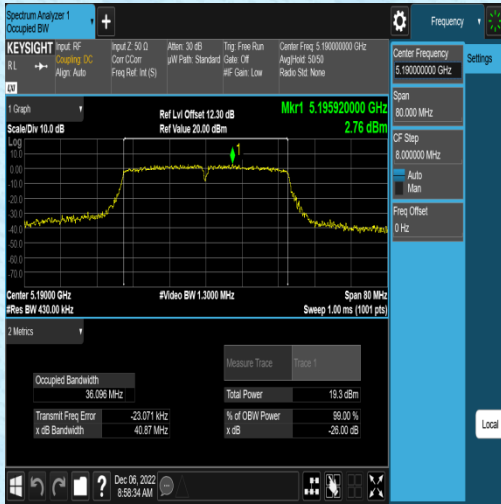 Spectrum Analyzer 1
Occupied BW
Frequency
KEYSIGHT
Input: RF
Coupling: DC
Align: Auto
Input Z: 50 Ω
Corr CCorr
Freq Ref: Int (S)
Atten: 30 dB
µW Path: Standard
Trig: Free Run
Gate: Off
#IF Gain: Low
Center Freq: 5.190000000 GHz
Avg|Hold: 50/50
Radio Std: None
RL
LXI
1 Graph
Scale/Div 10.0 dB
Ref Lvl Offset 12.30 dB
Ref Value 20.00 dBm
Mkr1 5.195920000 GHz
2.76 dBm
Log
10.0
0.00
-10.0
-20.0
-30.0
-40.0
-50.0
-60.0
-70.0
1
Center 5.19000 GHz
#Res BW 430.00 kHz
#Video BW 1.3000 MHz
Span 80 MHz
Sweep 1.00 ms (1001 pts)
2 Metrics
Measure Trace
Trace 1
Occupied Bandwidth
36.096 MHz
Total Power
19.3 dBm
Transmit Freq Error
-23.071 kHz
% of OBW Power
99.00 %
x dB Bandwidth
40.87 MHz
x dB
-26.00 dB
Center Frequency
5.190000000 GHz
Settings
Span
80.000 MHz
CF Step
8.000000 MHz
Auto
Man
Freq Offset
0 Hz
Local
?
Dec 06, 2022
8:58:34 AM